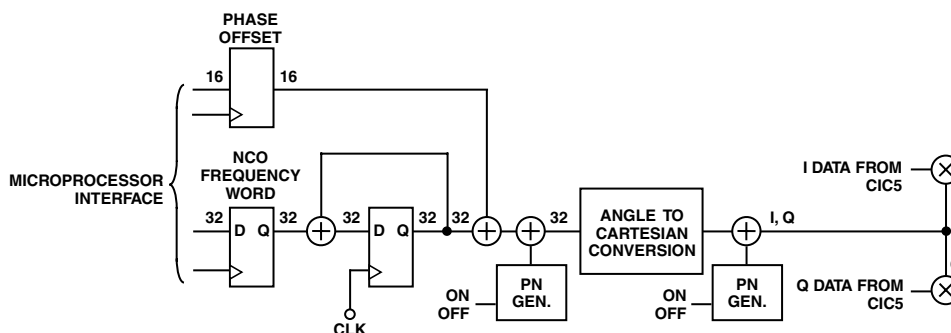 PHASE
OFFSET
16
16
MICROPROCESSOR
INTERFACE
NCO
FREQUENCY
WORD
32
D Q
32
32
D Q
32
32
CLK
32
PN
GEN.
ON
OFF
ANGLE TO
CARTESIAN
CONVERSION
PN
GEN.
ON
OFF
I, Q
I DATA FROM
CIC5
Q DATA FROM
CIC5